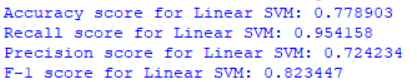 Accuracy score for Linear SVM: 0.778903
Recall score for Linear SVM: 0.954158
Precision score for Linear SVM: 0.724234
F-1 score for Linear SVM: 0.823447